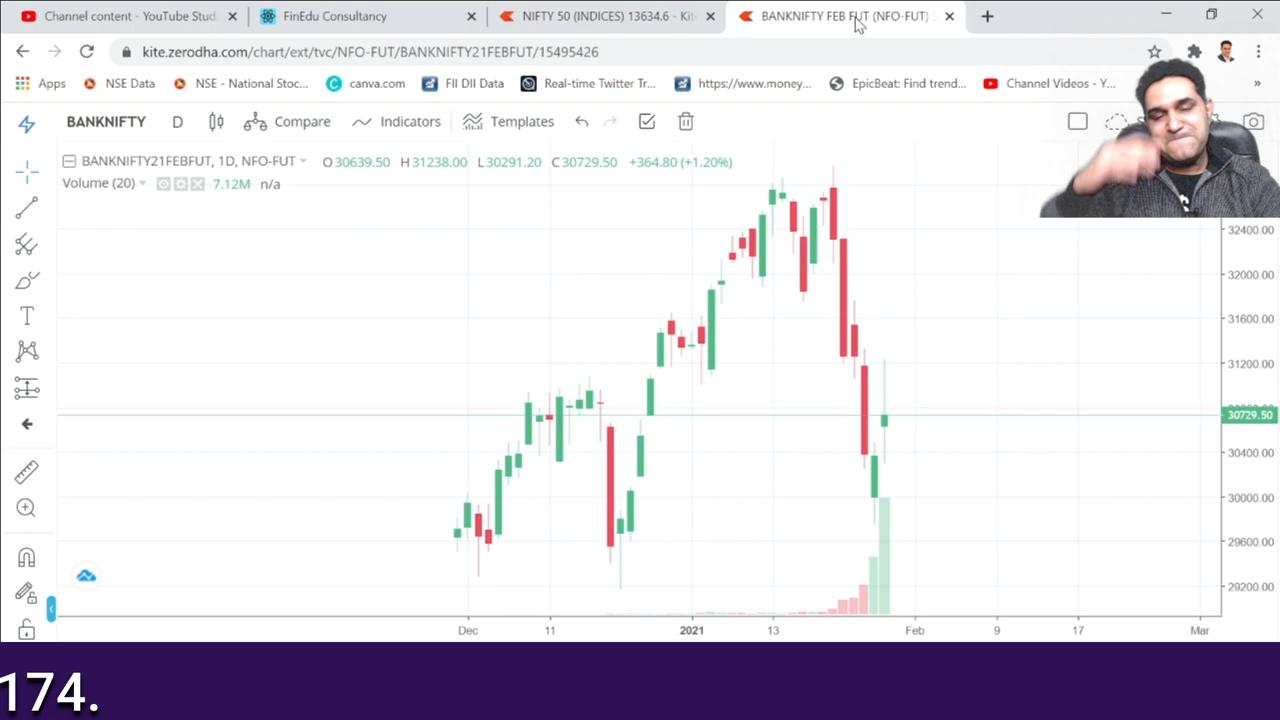 Channel content - YouTube Stud
FinEdu Consultancy
NIFTY 50 (INDICES) 13634.6 - Kit
BANKNIFTY FEB FUT (NFO-FUT)
kite.zerodha.com/chart/ext/tvc/NFO-FUT/BANKNIFTY21FEBFUT/15495426
Apps NSE Data NSE - National Stoc... canva.com FII DII Data Real-time Twitter Tr... https://www.money... EpicBeat: Find trend... Channel Videos - Y... »
BANKNIFTY D Compare Indicators Templates
BANKNIFTY21FEBFUT, 1D, NFO-FUT O30639.50 H31238.00 L30291.20 C30729.50 +364.80 (+1.20%)
Volume (20) 7.12M n/a
32400.00
32000.00
31600.00
31200.00
30729.50
30400.00
30000.00
29600.00
29200.00
Dec 11 2021 13 Feb 9 17 Mar
174.